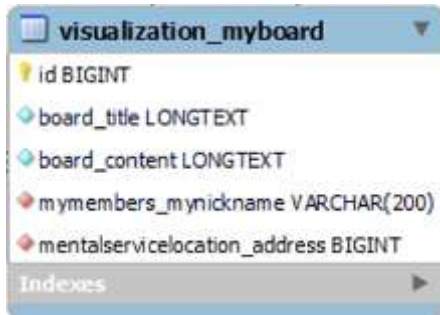 visualization_myboard
id BIGINT
board_title LONGTEXT
board_content LONGTEXT
mymembers_mynickname VARCHAR(200)
mentalservicelocation_address BIGINT
Indexes